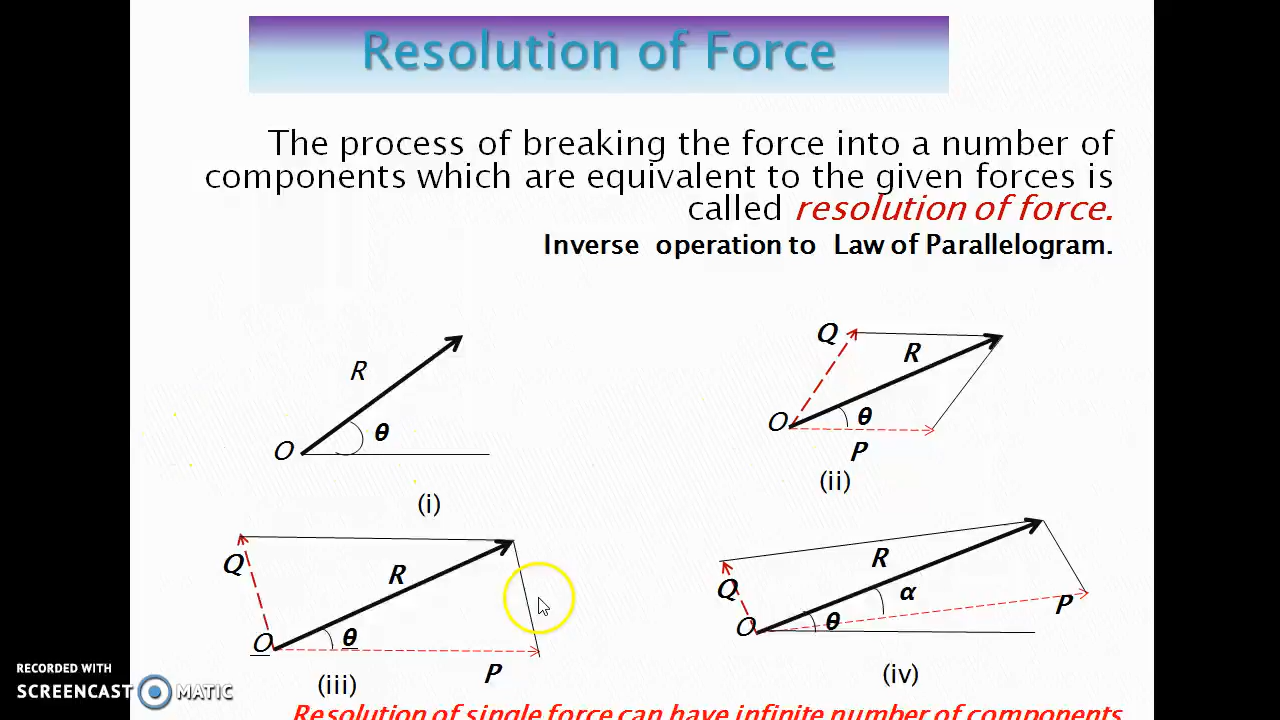 Resolution of Force
The process of breaking the force into a number of
components which are equivalent to the given forces is
called resolution of force.
Inverse operation to Law of Parallelogram.
R
θ
O
(i)
Q
R
O
θ
P
(ii)
Q
R
O
θ
P
(iii)
R
Q
α
P
O
θ
(iv)
RECORDED WITH
SCREENCAST MATIC
Resolution of single force can have infinite number of components